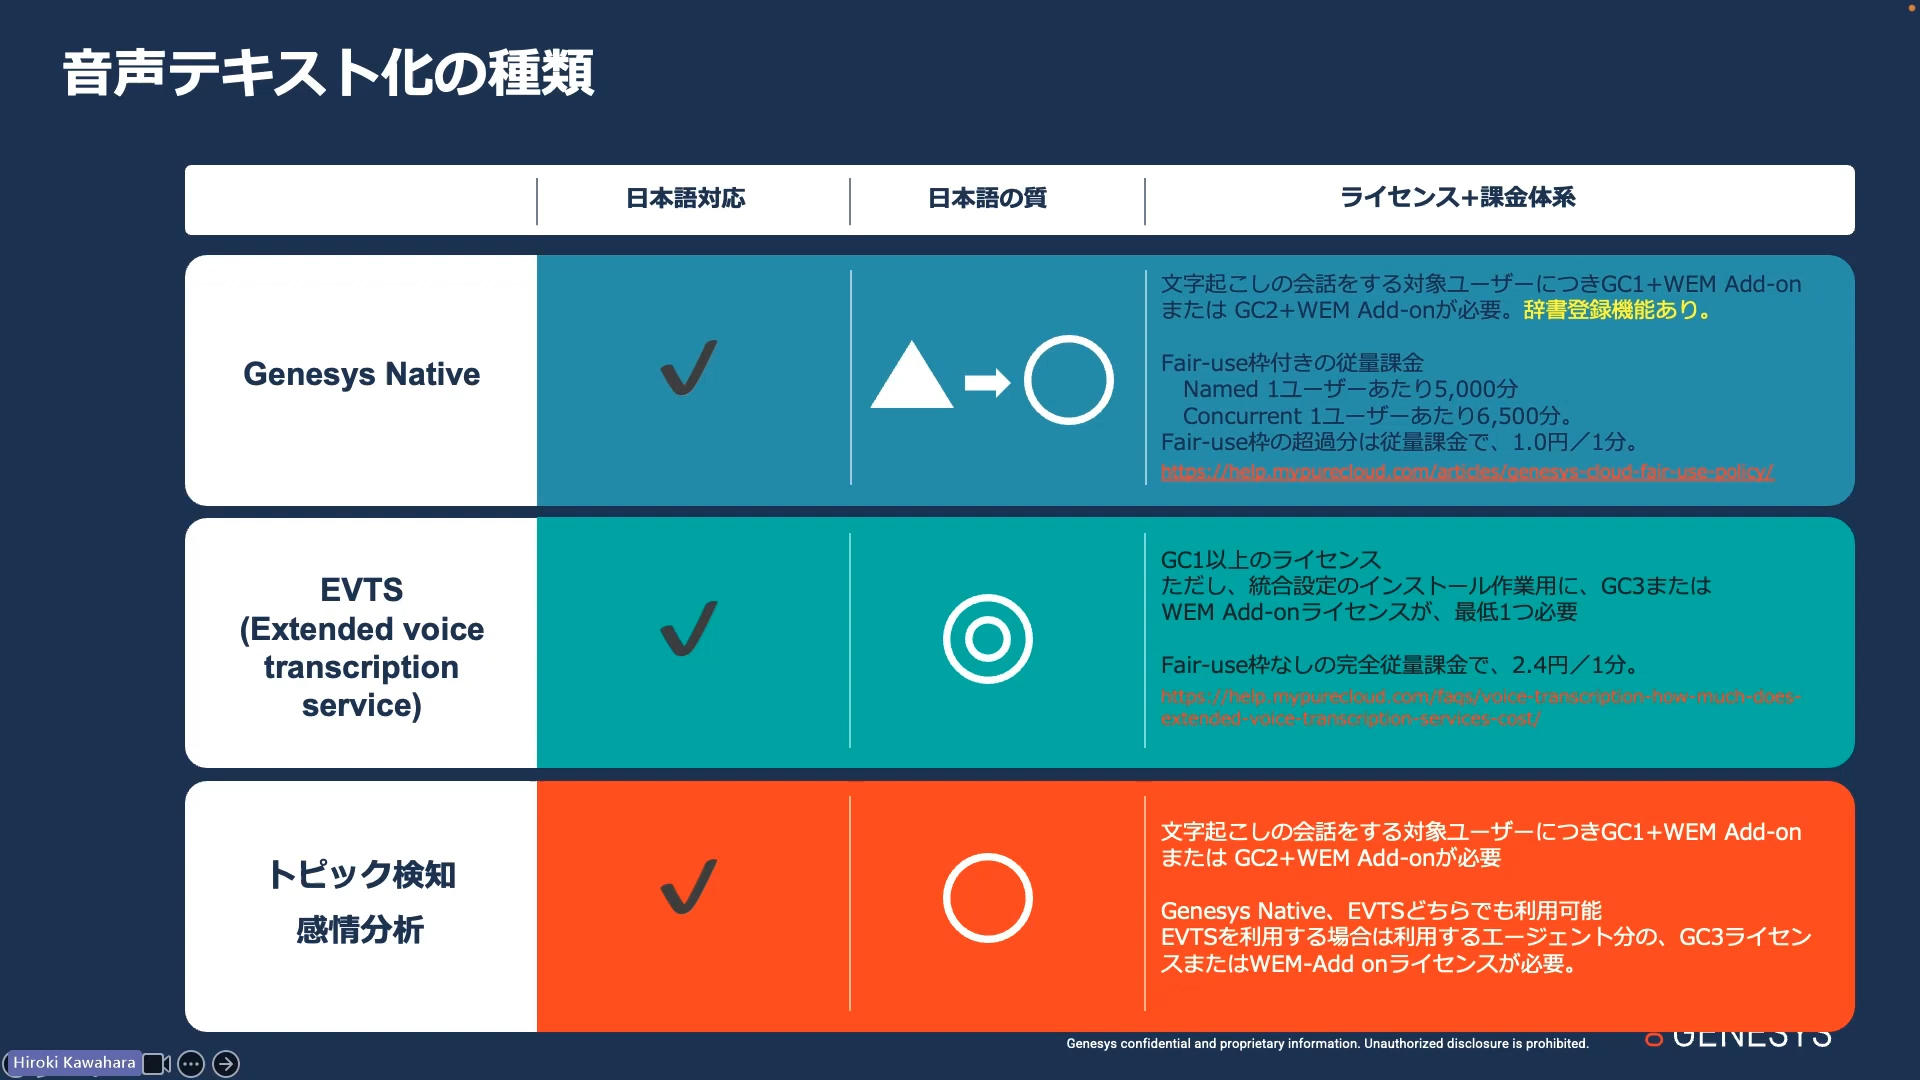 音声テキスト化の種類
日本語対応
日本語の質
ライセンス+課金体系
Genesys Native
文字起こしの会話をする対象ユーザーにつきGC1+WEM Add-on
または GC2+WEM Add-onが必要。辞書登録機能あり。
Fair-use枠付きの従量課金
Named 1ユーザーあたり5,000分
Concurrent 1ユーザーあたり6,500分。
Fair-use枠の超過分は従量課金で、1.0円／1分。
https://help.mypurecloud.com/articles/genesys-cloud-fair-use-policy/
EVTS
(Extended voice
transcription
service)
GC1以上のライセンス
ただし、統合設定のインストール作業用に、GC3または
WEM Add-onライセンスが、最低1つ必要
Fair-use枠なしの完全従量課金で、2.4円／1分。
https://help.mypurecloud.com/faqs/voice-transcription-how-much-does-
extended-voice-transcription-services-cost/
トピック検知
感情分析
文字起こしの会話をする対象ユーザーにつきGC1+WEM Add-on
または GC2+WEM Add-onが必要
Genesys Native、EVTSどちらでも利用可能
EVTSを利用する場合は利用するエージェント分の、GC3ライセン
スまたはWEM-Add onライセンスが必要。
Genesys confidential and proprietary information. Unauthorized disclosure is prohibited.
GENESYS
Hiroki Kawahara